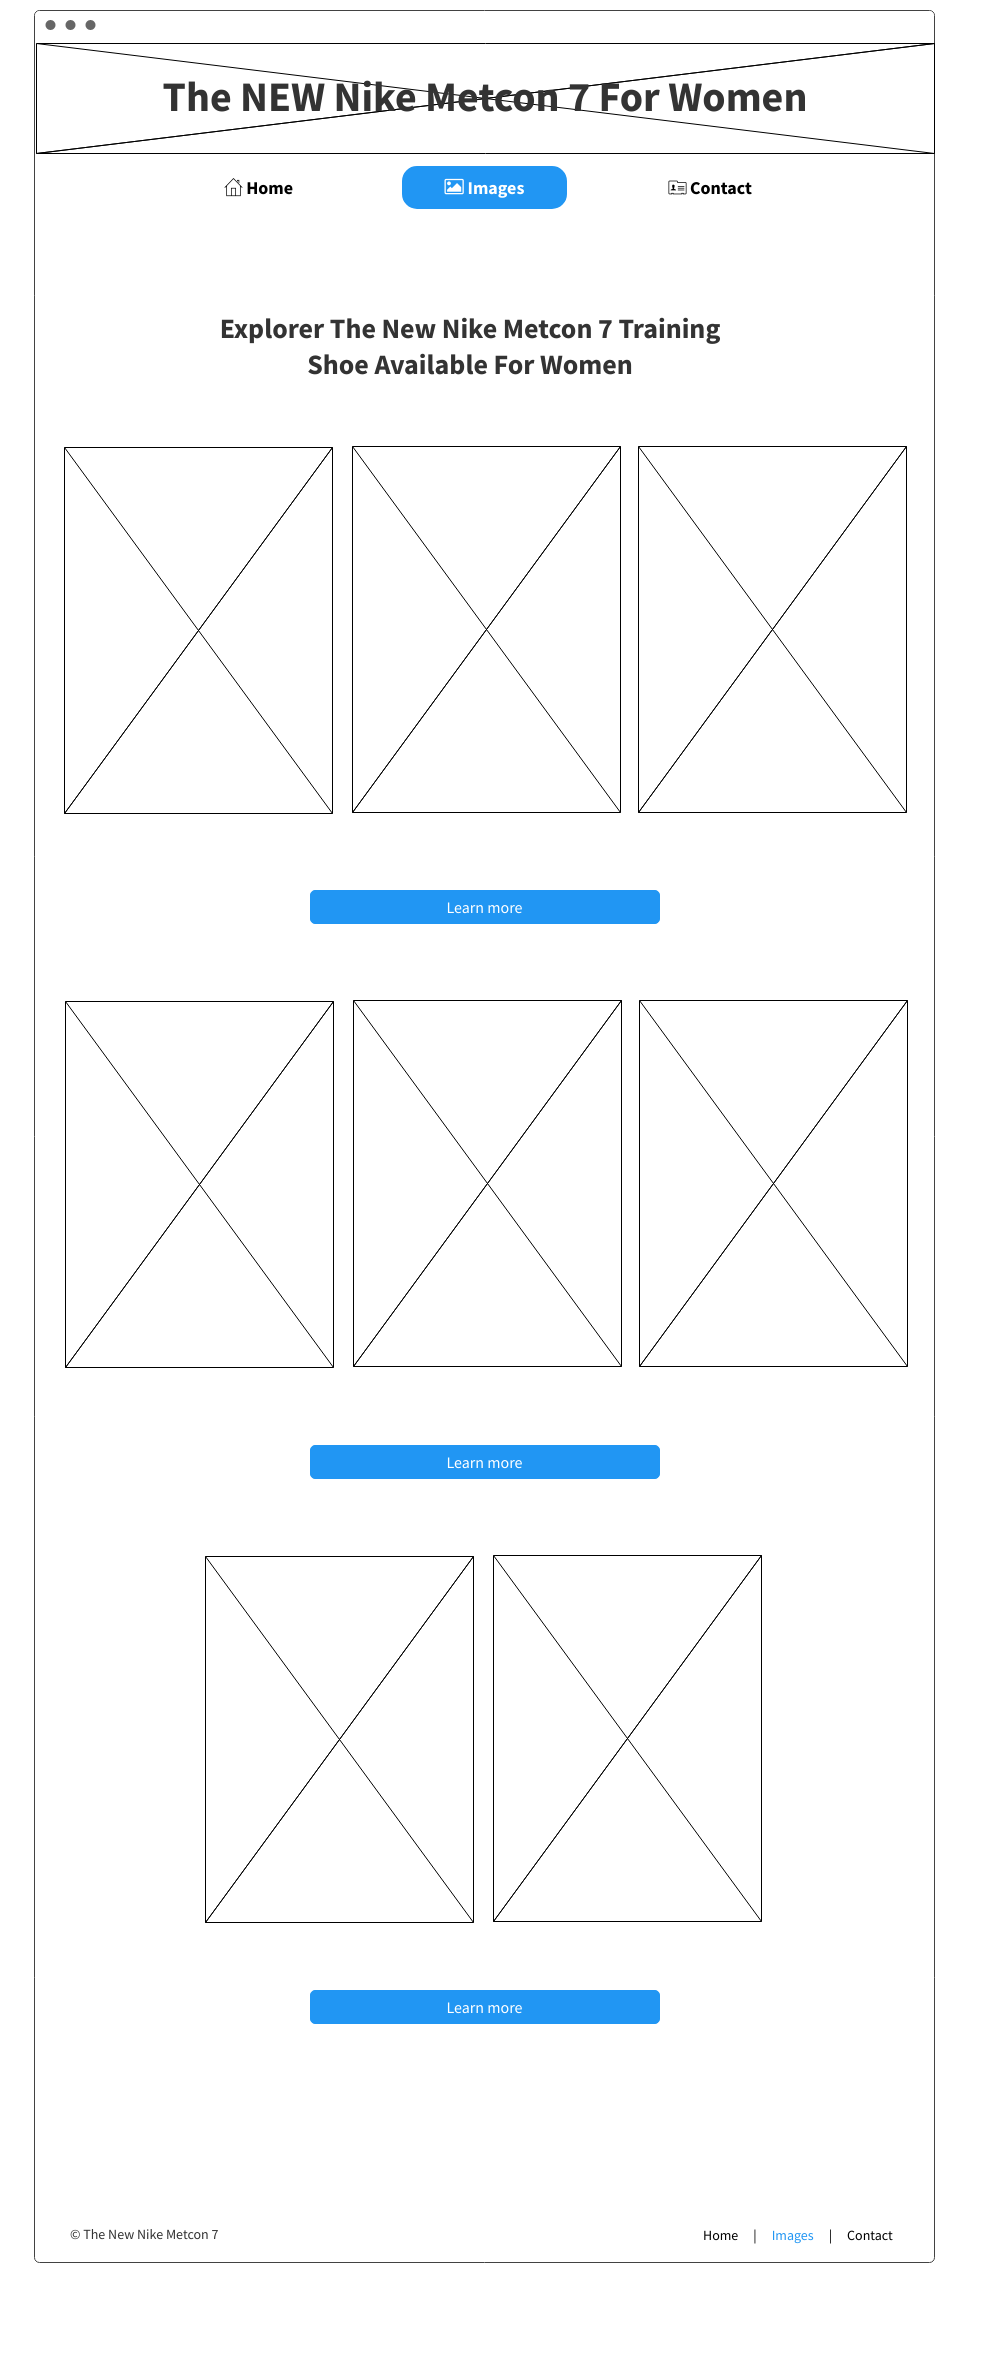 The NEW Nike Metcon 7 For Women
Home
Images
Contact
Explorer The New Nike Metcon 7 Training
Shoe Available For Women
Learn more
Learn more
Learn more
© The New Nike Metcon 7
Home | Images | Contact